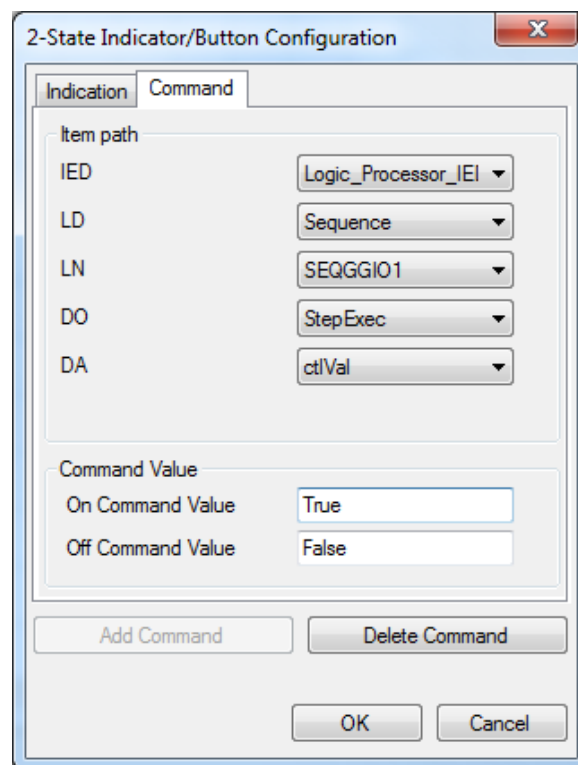 2-State Indicator/Button Configuration
Indication Command
Item path
IED Logic_Processor_IEI
LD Sequence
LN SEQGGIO1
DO StepExec
DA ctlVal
Command Value
On Command Value True
Off Command Value False
Add Command Delete Command
OK Cancel